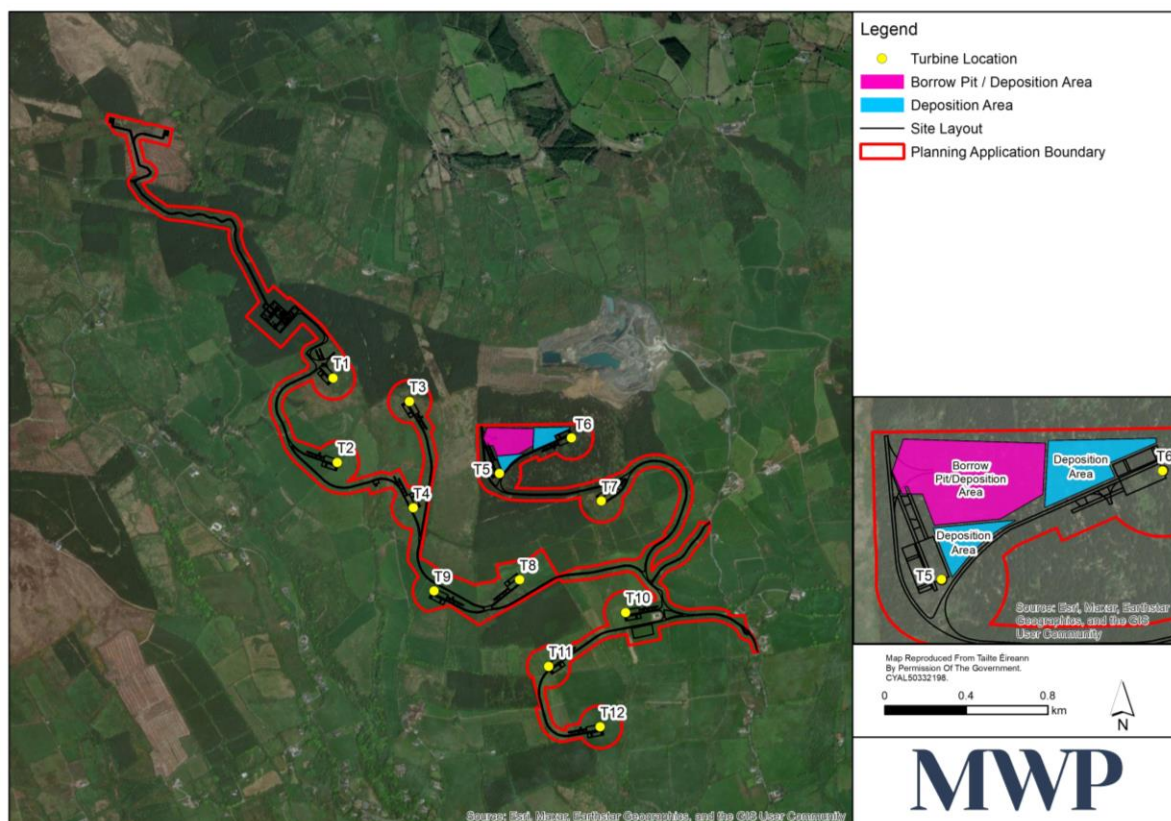 Legend
Turbine Location
Borrow Pit / Deposition Area
Deposition Area
Site Layout
Planning Application Boundary
T1
T3
T2
T6
T5
T4
T7
T8
T9
T10
T11
T12
Source: Esri, Maxar, Earthstar Geographics, and the GIS User Community
Borrow
Pit/Deposition
Area
Deposition
Area
T6
Deposition
Area
T5
Source: Esri, Maxar, Earthstar
Geographics, and the GIS
User Community
Map Reproduced From Tailte Éireann
By Permission Of The Government.
CYAL50332198.
0 0.4 0.8
km
N
MWP